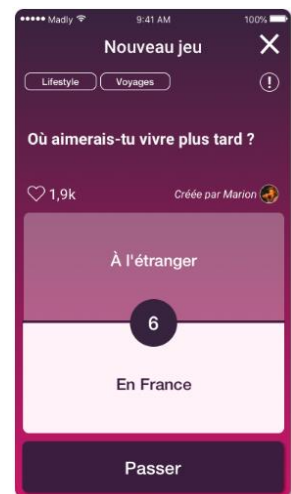 Madly 9:41 AM 100%
Nouveau jeu
Lifestyle Voyages
Où aimerais-tu vivre plus tard ?
1,9k Créée par Marion
À l'étranger
6
En France
Passer